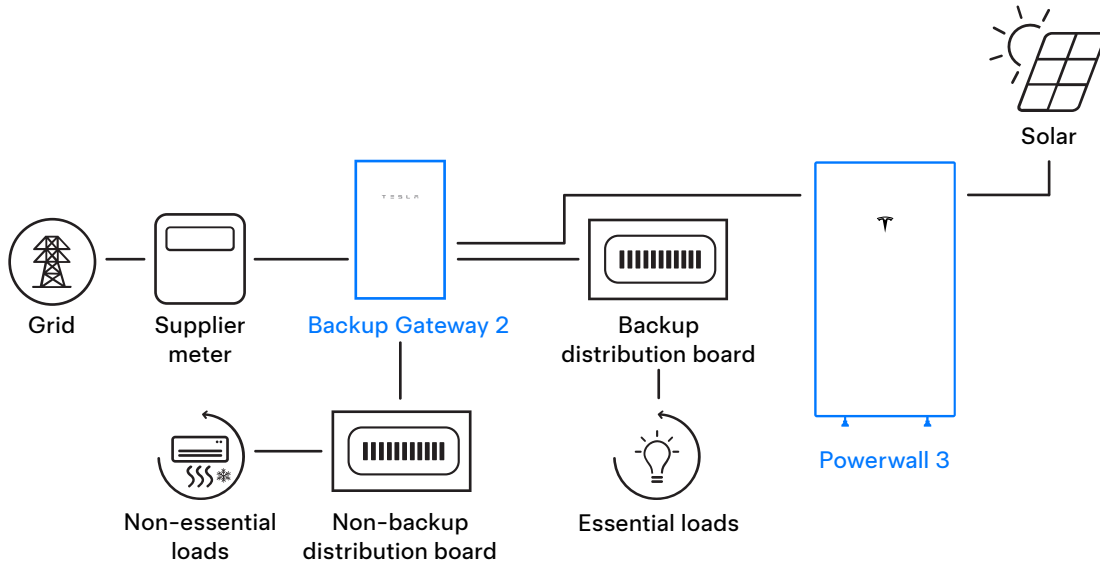 Solar
TESLA
Grid
Supplier
meter
Backup Gateway 2
Backup
distribution board
Powerwall 3
Non-essential
loads
Non-backup
distribution board
Essential loads